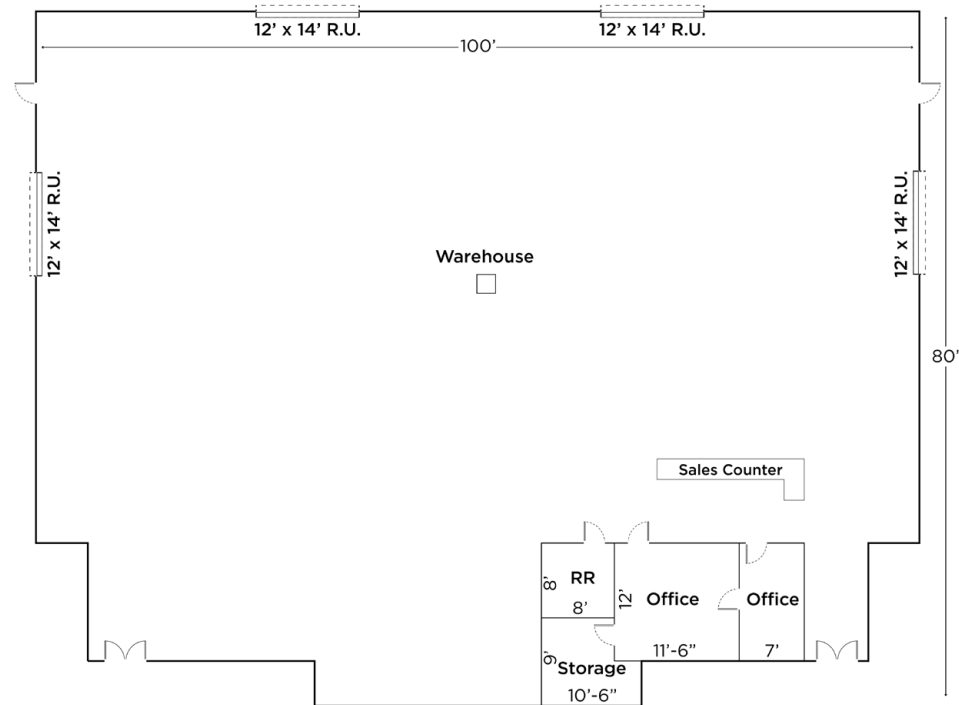 12’ x 14’ R.U.
12’ x 14’ R.U.
100’
12’ x 14’ R.U.
12’ x 14’ R.U.
Warehouse
80’
Sales Counter
8’
RR
8’
12’
Office
Office
11’-6”
7’
9’
Storage
10’-6”